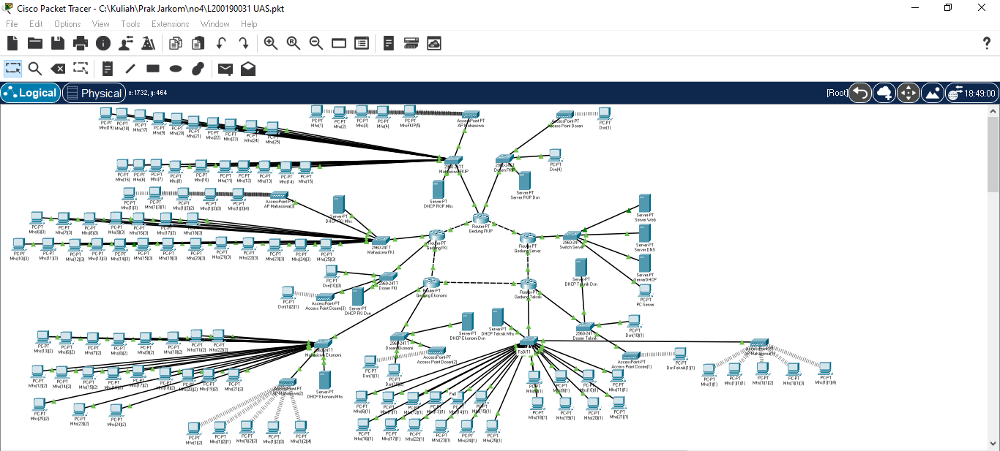 Cisco Packet Tracer - C:\Kuliah\Prak Jarkom\no4\L200190031 UAS.pkt
File Edit Options View Tools Extensions Window Help
Logical Physical x: 1732, y: 464 [Root] 18:49:00
PC-PT Mhs(19)
PC-PT Mhs(18)
PC-PT Mhs(17)
PC-PT Mhs(9)
PC-PT Mhs(20)
PC-PT Mhs(21)
PC-PT Mhs(22)
PC-PT Mhs(23)
PC-PT Mhs(24)
PC-PT Mhs(25)
PC-PT Mhs(1)
PC-PT Mhs(2)
PC-PT Mhs(3)
PC-PT Mhs(4)
PC-PT MhsFKIP(5)
AccessPoint-PT AP Mahasiswa
AccessPoint-PT Access Point Dosen
PC-PT Dsn(1)
PC-PT Mhs(16)
PC-PT Mhs(6)
PC-PT Mhs(7)
PC-PT Mhs(8)
PC-PT Mhs(10)
PC-PT Mhs(11)
PC-PT Mhs(12)
PC-PT Mhs(13)
PC-PT Mhs(14)
PC-PT Mhs(15)
2960-24TT Mahasiswa FKIP
2960-24TT Dosen FKIP
PC-PT Dsn(4)
Server-PT Server FKIP Dsn
Server-PT DHCP FKIP Mhs
PC-PT Mhs(1)(3)
PC-PT Mhs(1)(3)(1)
PC-PT Mhs(1)(3)(2)
PC-PT Mhs(1)(3)(3)
PC-PT Mhs(1)(3)(4)
AccessPoint-PT AP Mahasiswa(3)
Server-PT DHCP FKI Mhs
Router-PT Gedung FKIP
Server-PT Server Web
PC-PT Mhs(6)(3)
PC-PT Mhs(7)(3)
PC-PT Mhs(8)(3)
PC-PT Mhs(9)(3)
PC-PT Mhs(16)(3)
PC-PT Mhs(17)(3)
PC-PT Mhs(18)(3)
2960-24TT Mahasiswa FKI
Router-PT Gedung FKI
Router-PT Gedung Server
2960-24TT Switch Server
Server-PT Server DNS
PC-PT Mhs(10)(3)
PC-PT Mhs(11)(3)
PC-PT Mhs(12)(3)
PC-PT Mhs(13)(3)
PC-PT Mhs(14)(3)
PC-PT Mhs(15)(3)
PC-PT Mhs(19)(3)
PC-PT Mhs(20)(3)
PC-PT Mhs(21)(3)
PC-PT Mhs(22)(3)
PC-PT Mhs(23)(3)
PC-PT Mhs(24)(3)
PC-PT Mhs(25)(3)
Server-PT ServerDHCP
PC-PT Dsn(10)(3)
2960-24TT Dosen FKI
Router-PT Gedung Ekonomi
Router-PT Gedung Teknik
Server-PT DHCP Teknik Dsn
PC-PT PC Server
PC-PT Dsn(1)(2)(1)
AccessPoint-PT Access Point Dosen(3)
Server-PT DHCP FKI Dsn
Server-PT DHCP Ekonomi Dsn
Server-PT DHCP Teknik Mhs
2960-24TT Dosen Teknik
PC-PT Dsn(10)(1)
PC-PT Mhs(13)(2)
PC-PT Mhs(6)(2)
PC-PT Mhs(7)(2)
PC-PT Mhs(8)(2)
PC-PT Mhs(9)(2)
PC-PT Mhs(10)(2)
PC-PT Mhs(11)(2)
PC-PT Mhs(22)(2)
2960-24TT Mahasiswa Ekonomi
2960-24TT Dosen Ekonomi
AccessPoint-PT Access Point Dosen(2)
Fa0/11
AccessPoint-PT Access Point Dosen(1)
PC-PT DsnTeknik(1)(1)
AccessPoint-PT
PC-PT Mhs(12)(2)
PC-PT Mhs(14)(2)
PC-PT Mhs(15)(2)
PC-PT
PC-PT Mhs(17)(2)
PC-PT
PC-PT Mhs(20)(2)
PC-PT Mhs(19)(2)
PC-PT Mhs(21)(2)
AccessPoint-PT AP Mahasiswa(2)
Server-PT DHCP Ekonomi Mhs
PC-PT Dsn(1)(1)
PC-PT
PC-PT
PC-PT Mhs(9)(1)
PC-PT Mhs(10)(1)
PC-PT Mhs(11)(1)
PC-PT Mhs(1)(1)
PC-PT Mhs(1)(1)(1)
PC-PT Mhs(1)(1)(2)
PC-PT Mhs(1)(1)(3)
PC-PT Mhs(1)(1)(4)
PC-PT Mhs(25)(2)
PC-PT Mhs(23)(2)
PC-PT Mhs(24)(2)
PC-PT Mhs(6)(1)
PC-PT
PC-PT Mhs(12)(1)
PC-PT Mhs(13)(1)
Fa0
PC-PT Mhs(14)(1)
PC-PT Mhs(15)(1)
PC-PT Mhs(18)(1)
PC-PT Mhs(19)(1)
PC-PT Mhs(20)(1)
PC-PT Mhs(21)(1)
PC-PT Mhs(1)(2)
PC-PT Mhs(1)(2)(1)
PC-PT Mhs(1)(2)(2)
PC-PT Mhs(1)(2)(3)
PC-PT Mhs(1)(2)(4)
PC-PT Mhs(16)(1)
PC-PT Mhs(17)(1)
PC-PT Mhs(22)(1)
PC-PT Mhs(23)(1)
PC-PT Mhs(24)(1)
PC-PT Mhs(25)(1)